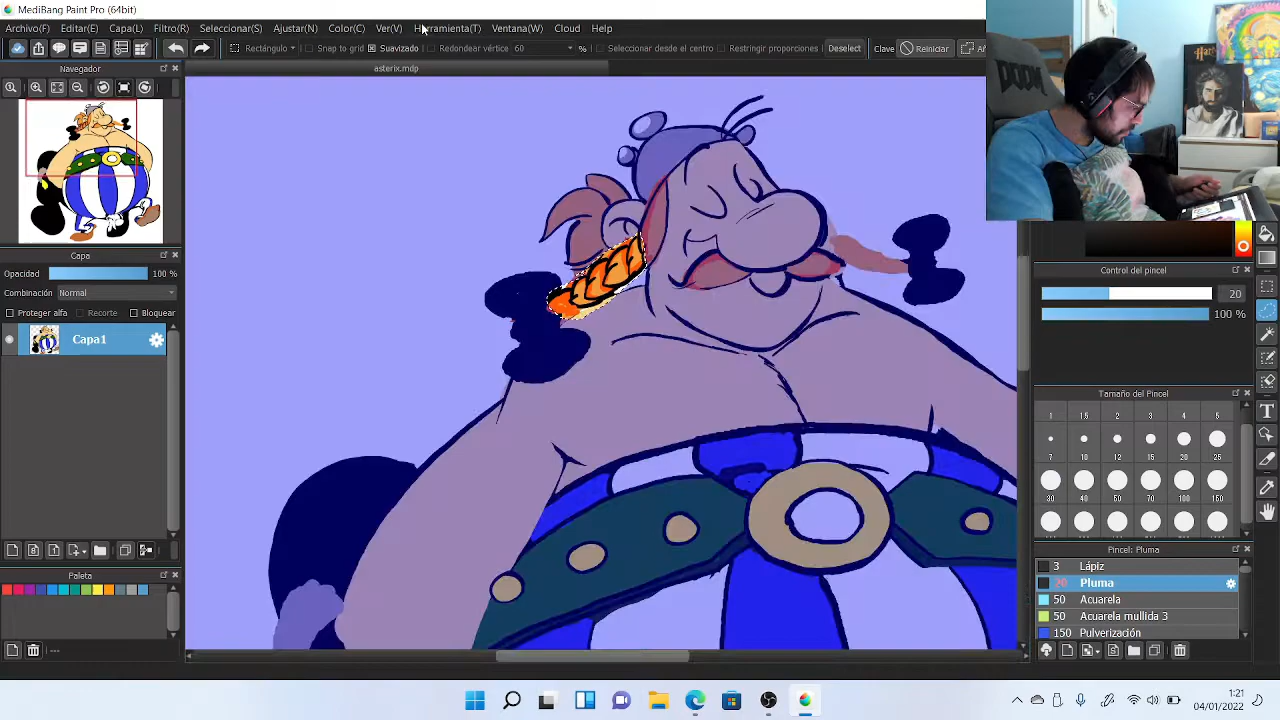 MediBang Paint Pro (64bit)
Archivo(F) Editar(E) Capa(L) Filtro(R) Seleccionar(S) Ajustar(N) Color(C) Ver(V) Herramienta(T) Ventana(W) Cloud Help
Rectángulo Snap to grid Suavizado Redondear vértice 60 % Seleccionar desde el centro Restringir proporciones Deselect Clave Reiniciar
Navegador
asterix.mdp
DOOM
Capa
Opacidad 100 %
Combinación Normal
Proteger alfa Recorte Bloquear
Capa1
Paleta
Control del pincel
20
100 %
Tamaño del Pincel
1 1.5 2 3 4 5
7 10 12 15 20 25
30 40 50 70 100 150
Pincel: Pluma
3 Lápiz
20 Pluma
50 Acuarela
50 Acuarela mullida 3
150 Pulverización
1:21
04/01/2022